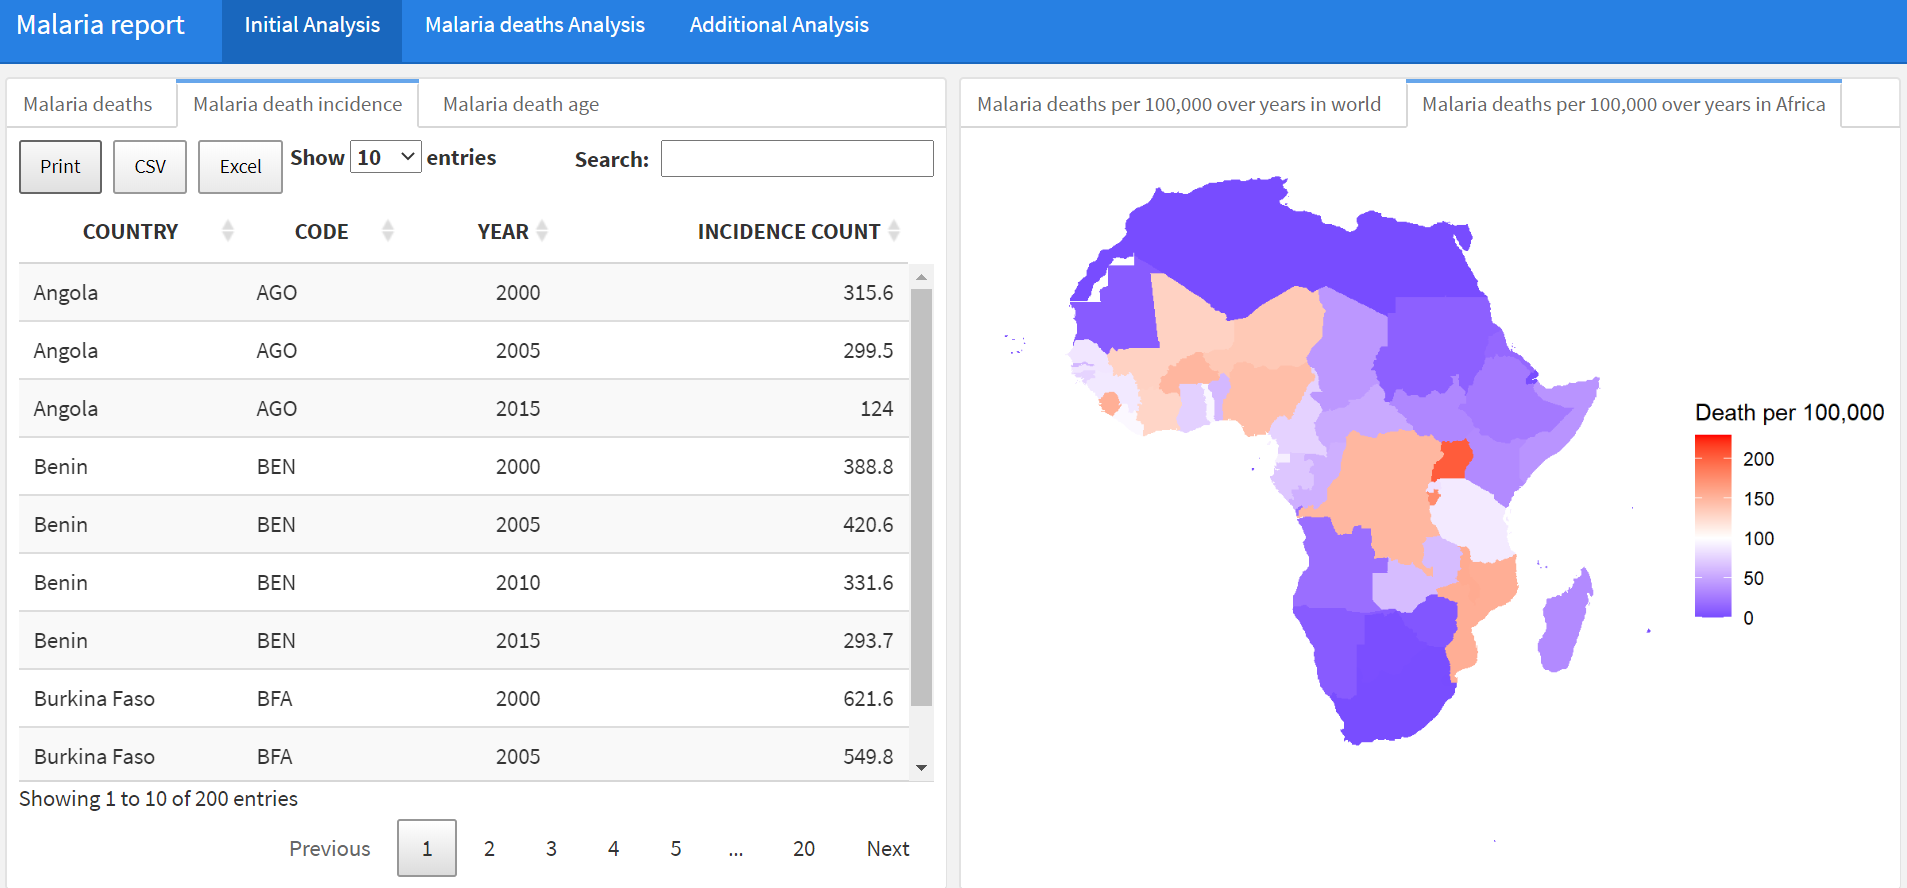 Malaria report Initial Analysis Malaria deaths Analysis Additional Analysis
Malaria deaths Malaria death incidence Malaria death age
Print CSV Excel Show 10 entries Search:
COUNTRY CODE YEAR INCIDENCE COUNT
Angola AGO 2000 315.6
Angola AGO 2005 299.5
Angola AGO 2015 124
Benin BEN 2000 388.8
Benin BEN 2005 420.6
Benin BEN 2010 331.6
Benin BEN 2015 293.7
Burkina Faso BFA 2000 621.6
Burkina Faso BFA 2005 549.8
Showing 1 to 10 of 200 entries
Previous 1 2 3 4 5 ... 20 Next
Malaria deaths per 100,000 over years in world Malaria deaths per 100,000 over years in Africa
Death per 100,000
200
150
100
50
0